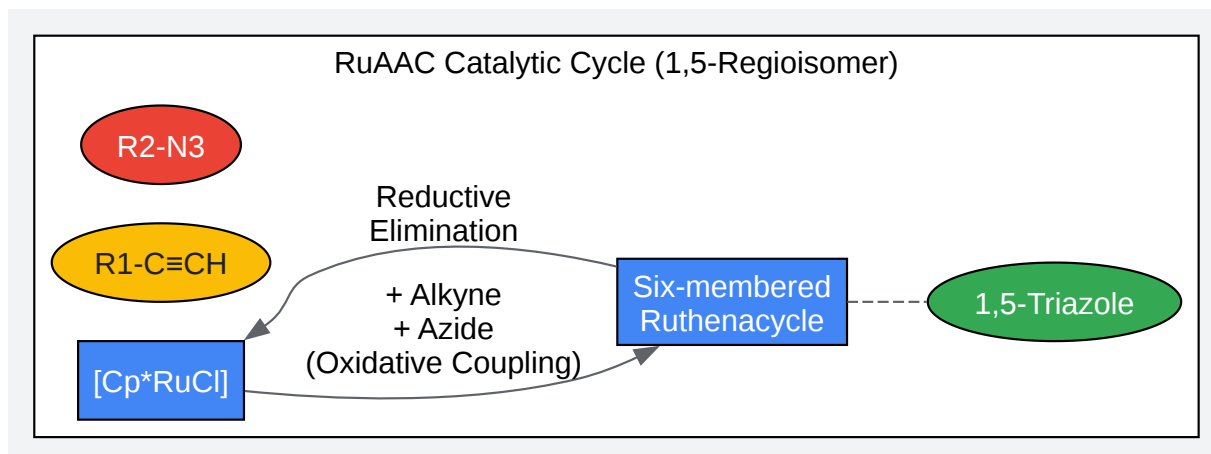 RuAAC Catalytic Cycle (1,5-Regioisomer)
R2-N3
R1-C≡CH
[Cp*RuCl]
Reductive
Elimination
+ Alkyne
+ Azide
(Oxidative Coupling)
Six-membered
Ruthenacycle
1,5-Triazole